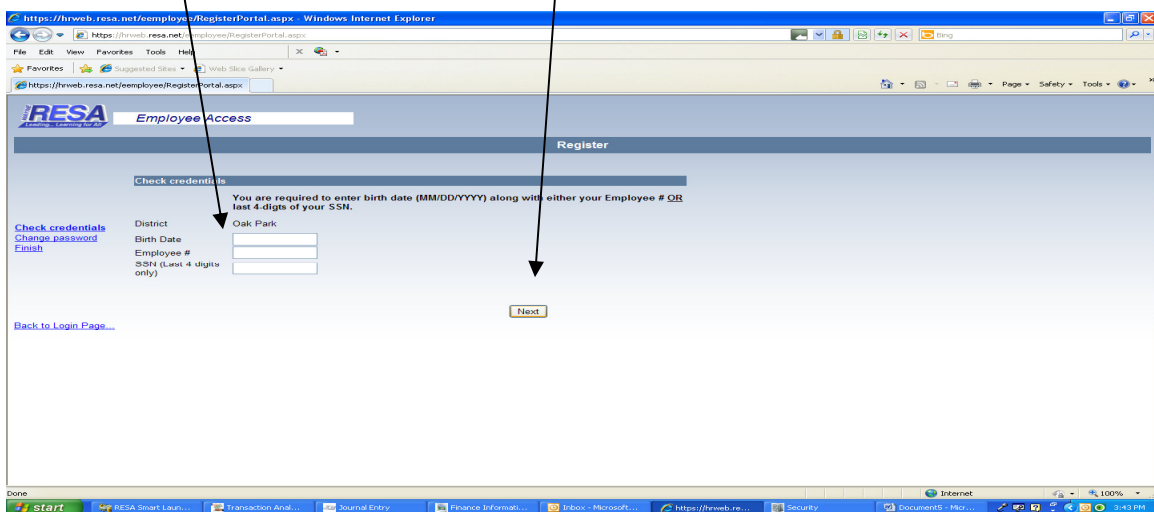 https://hrweb.resa.net/eemployee/RegisterPortal.aspx - Windows Internet Explorer
https://hrweb.resa.net/eemployee/RegisterPortal.aspx
Bing
File Edit View Favorites Tools Help
Favorites Suggested Sites Web Slice Gallery
https://hrweb.resa.net/eemployee/RegisterPortal.aspx
Page Safety Tools
RESA
Leading... Learning for All
Employee Access
Register
Check credentials
You are required to enter birth date (MM/DD/YYYY) along with either your Employee # OR
last 4-digts of your SSN.
Check credentials
Change password
Finish
District Oak Park
Birth Date
Employee #
SSN (Last 4 digits
only)
Next
Back to Login Page...
Done
Internet
100%
start
RESA Smart Laun...
Transaction Anal...
Journal Entry
Finance Informati...
Inbox - Microsoft...
https://hrweb.re...
Security
Document5 - Micr...
3:43 PM